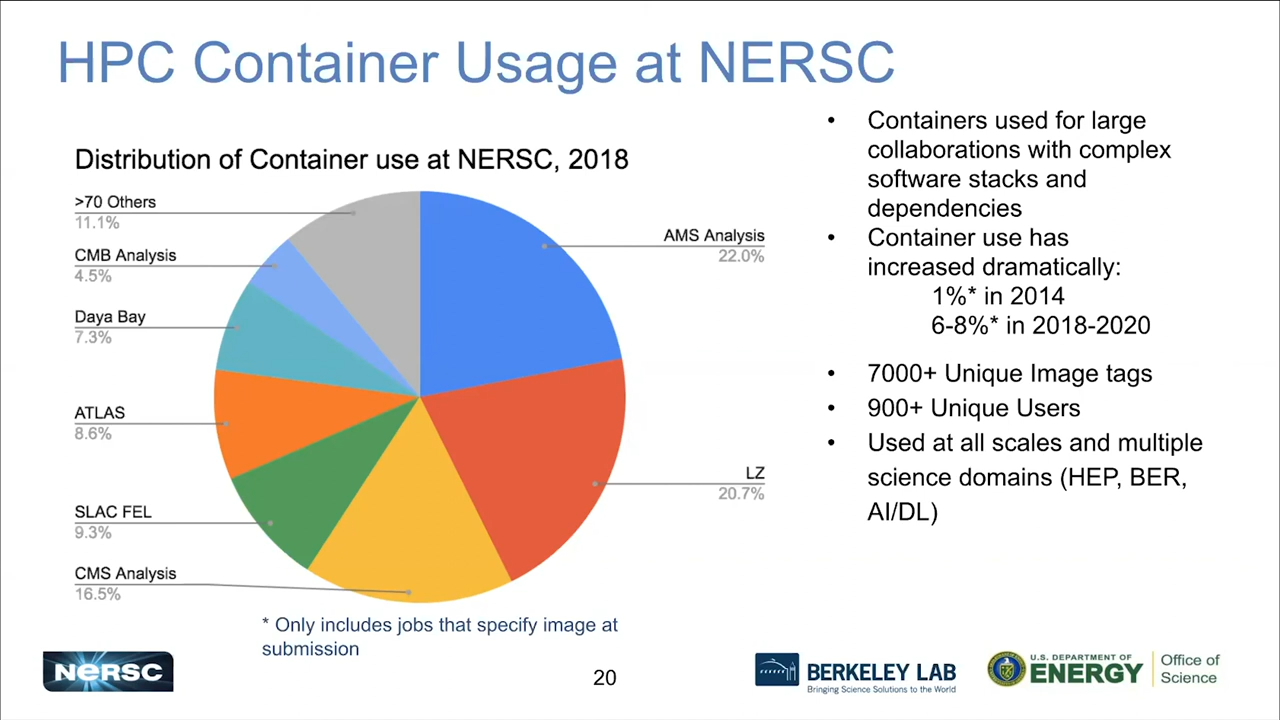 HPC Container Usage at NERSC
Distribution of Container use at NERSC, 2018
>70 Others
11.1%
CMB Analysis
4.5%
Daya Bay
7.3%
ATLAS
8.6%
SLAC FEL
9.3%
CMS Analysis
16.5%
AMS Analysis
22.0%
LZ
20.7%
* Only includes jobs that specify image at
submission
• Containers used for large
collaborations with complex
software stacks and
dependencies
• Container use has
increased dramatically:
1%* in 2014
6-8%* in 2018-2020
• 7000+ Unique Image tags
• 900+ Unique Users
• Used at all scales and multiple
science domains (HEP, BER,
AI/DL)
NERSC
20
BERKELEY LAB
Bringing Science Solutions to the World
U.S. DEPARTMENT OF
ENERGY
Office of
Science